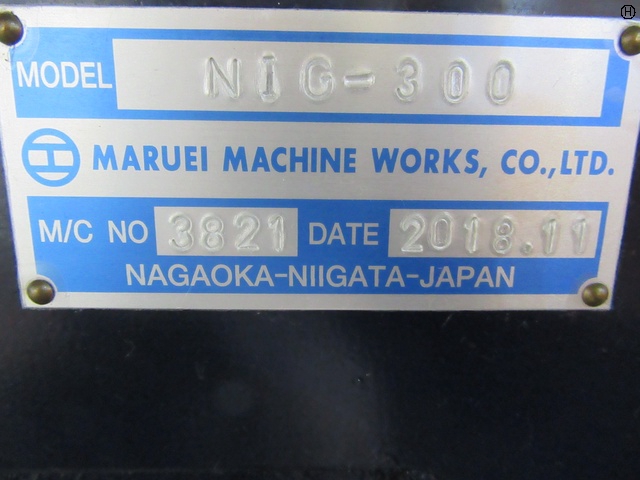 MODEL NIG-300
MARUEI MACHINE WORKS, CO.,LTD.
M/C NO 3821 DATE 2018.11
NAGAOKA-NIIGATA-JAPAN
H